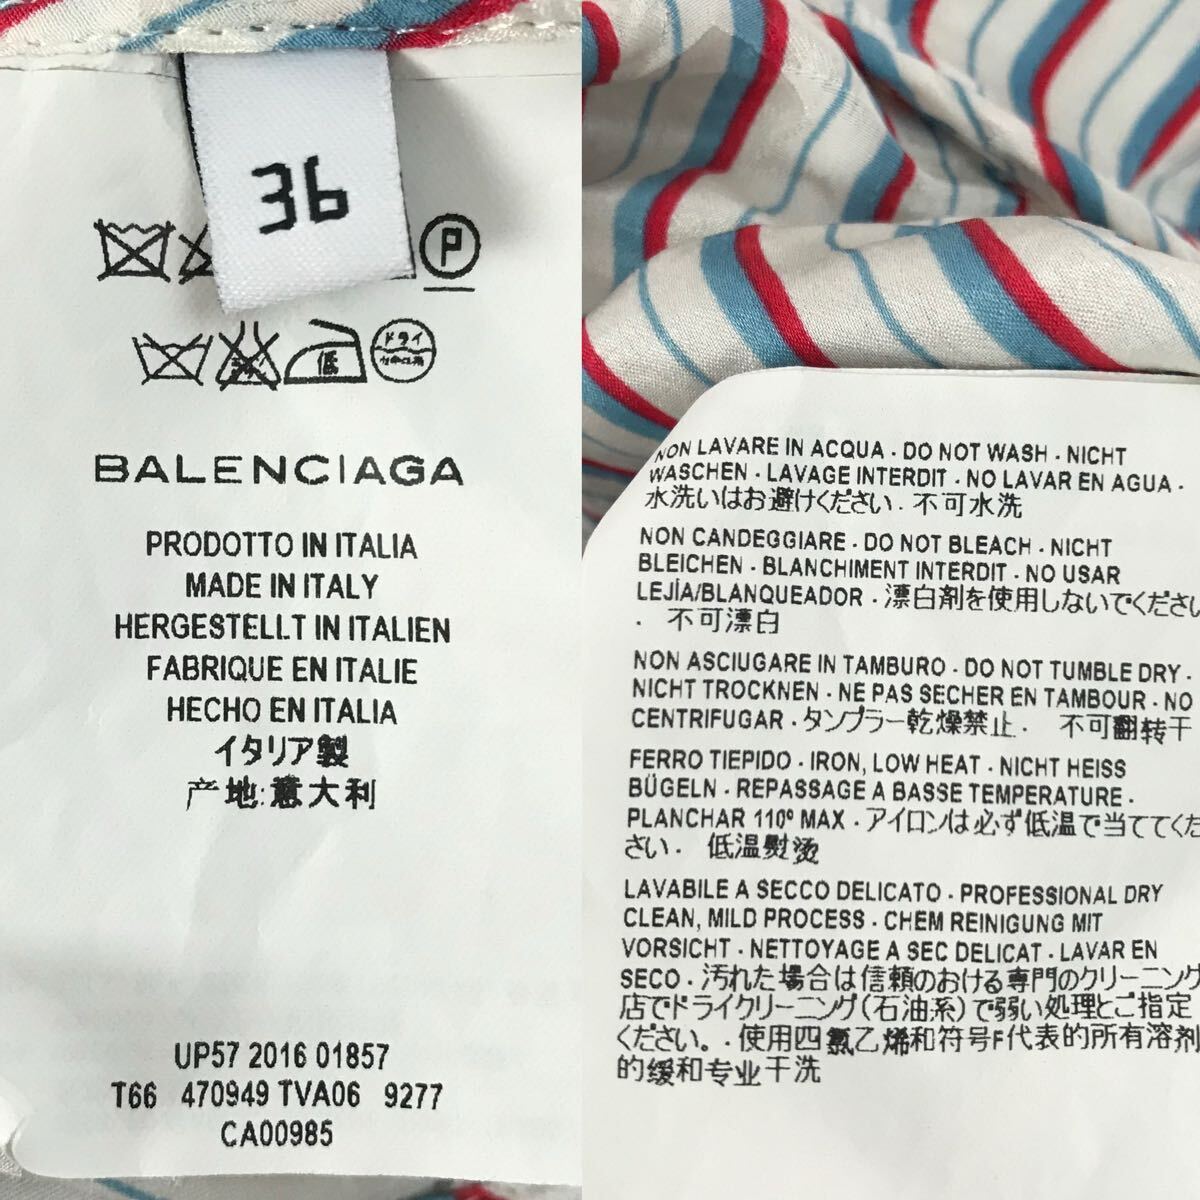 36
P
低
ドライ
BALENCIAGA
PRODOTTO IN ITALIA
MADE IN ITALY
HERGESTELLT IN ITALIEN
FABRIQUE EN ITALIE
HECHO EN ITALIA
イタリア製
产地:意大利
UP57 2016 01857
T66 470949 TVA06 9277
CA00985
NON LAVARE IN ACQUA - DO NOT WASH - NICHT
WASCHEN - LAVAGE INTERDIT - NO LAVAR EN AGUA -
水洗いはお避けください. 不可水洗
NON CANDEGGIARE - DO NOT BLEACH - NICHT
BLEICHEN - BLANCHIMENT INTERDIT - NO USAR
LEJÍA/BLANQUEADOR - 漂白剤を使用しないでください
. 不可漂白
NON ASCIUGARE IN TAMBURO - DO NOT TUMBLE DRY -
NICHT TROCKNEN - NE PAS SECHER EN TAMBOUR - NO
CENTRIFUGAR - タンブラー乾燥禁止. 不可翻转干
FERRO TIEPIDO - IRON, LOW HEAT - NICHT HEISS
BÜGELN - REPASSAGE A BASSE TEMPERATURE -
PLANCHAR 110º MAX - アイロンは必ず低温で当ててくだ
さい. 低温熨烫
LAVABILE A SECCO DELICATO - PROFESSIONAL DRY
CLEAN, MILD PROCESS - CHEM REINIGUNG MIT
VORSICHT - NETTOYAGE A SEC DELICAT - LAVAR EN
SECO - 汚れた場合は信頼のおける専門のクリーニング
店でドライクリーニング(石油系)で弱い処理とご指定
ください。. 使用四氯乙烯和符号F代表的所有溶剂
的缓和专业干洗